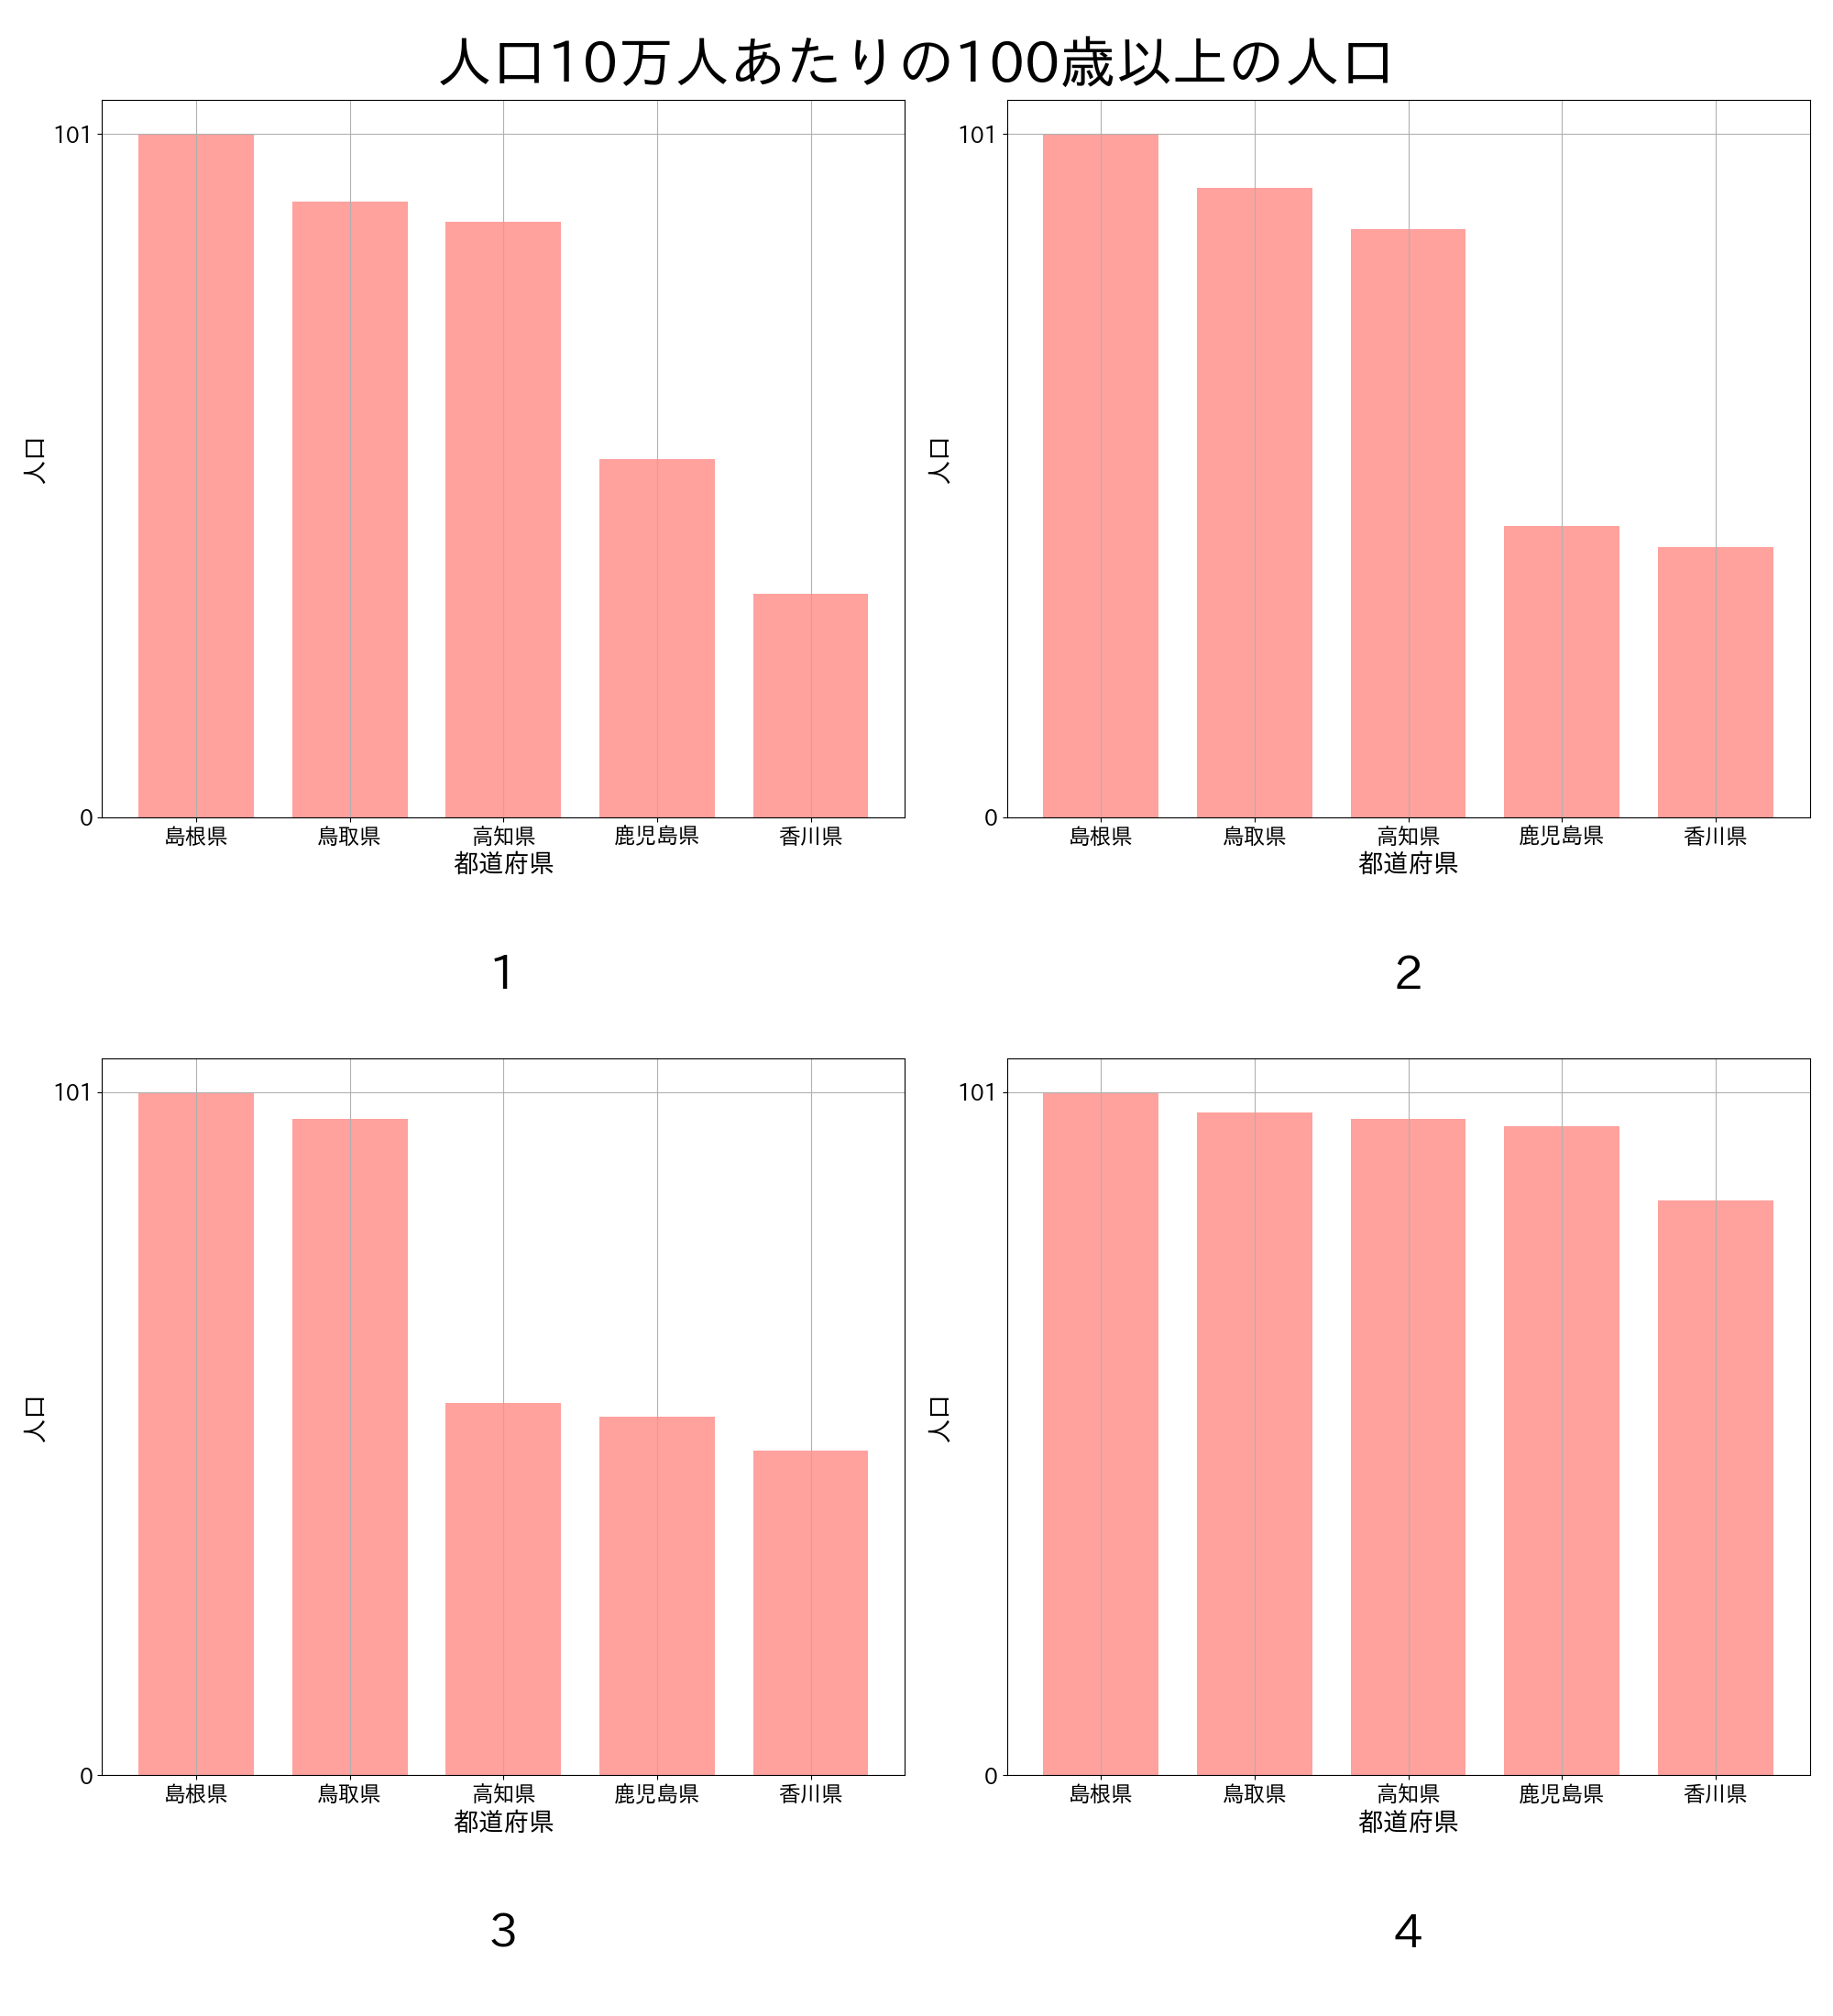 人口10万人あたりの100歳以上の人口
101
0
人口
島根県 鳥取県 高知県 鹿児島県 香川県
都道府県
1
101
0
人口
島根県 鳥取県 高知県 鹿児島県 香川県
都道府県
2
101
0
人口
島根県 鳥取県 高知県 鹿児島県 香川県
都道府県
3
101
0
人口
島根県 鳥取県 高知県 鹿児島県 香川県
都道府県
4